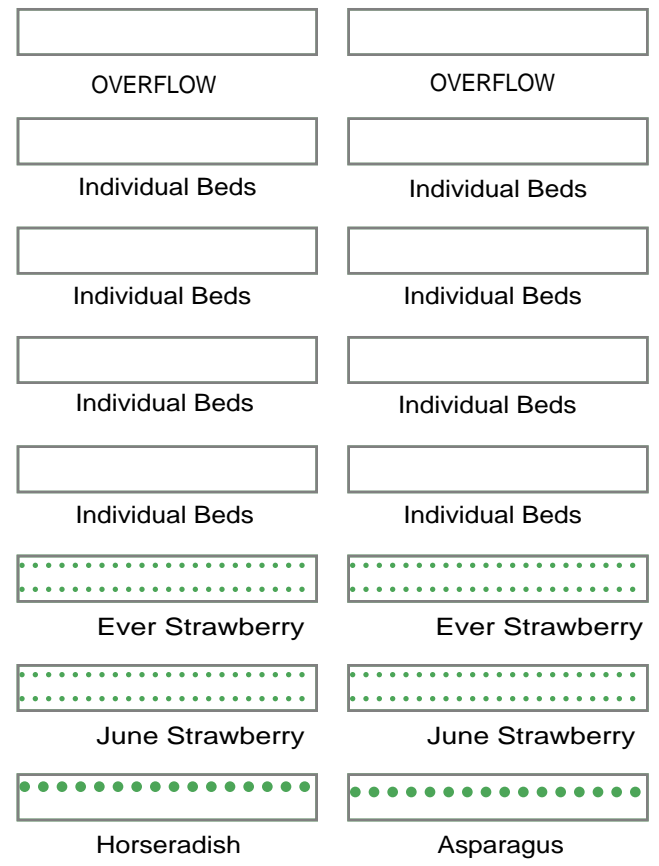 OVERFLOW OVERFLOW
Individual Beds Individual Beds
Individual Beds Individual Beds
Individual Beds Individual Beds
Individual Beds Individual Beds
Ever Strawberry Ever Strawberry
June Strawberry June Strawberry
Horseradish Asparagus